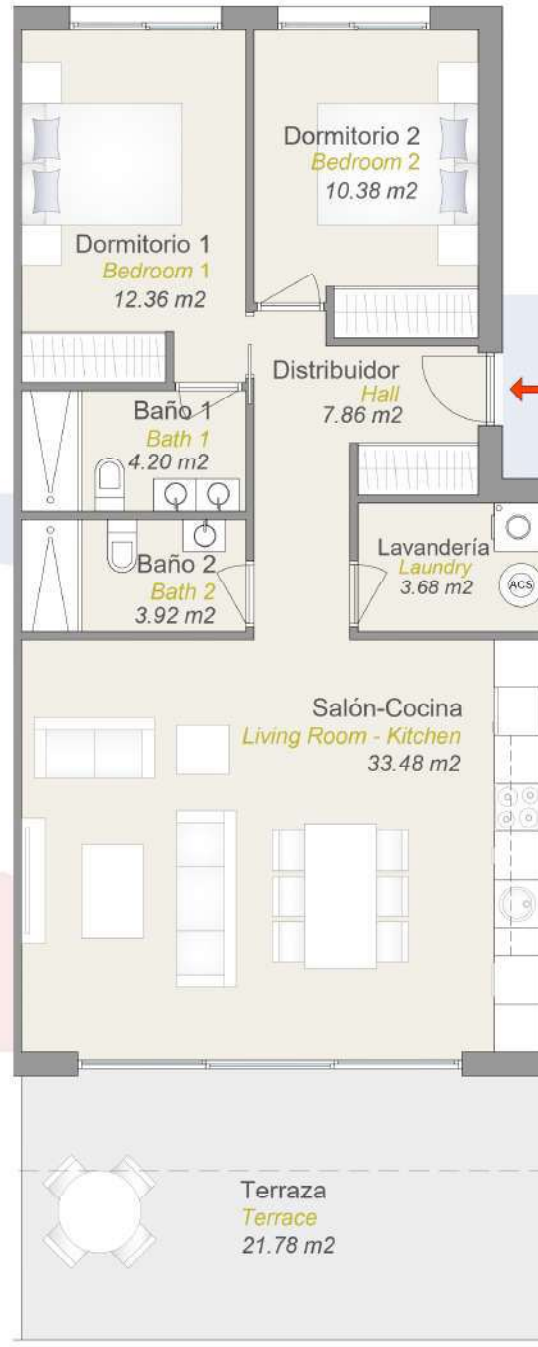 Dormitorio 2
Bedroom 2
10.38 m2
Dormitorio 1
Bedroom 1
12.36 m2
Distribuidor
Hall
7.86 m2
Baño 1
Bath 1
4.20 m2
Lavandería
Laundry
3.68 m2
ACS
Baño 2
Bath 2
3.92 m2
Salón-Cocina
Living Room - Kitchen
33.48 m2
Terraza
Terrace
21.78 m2